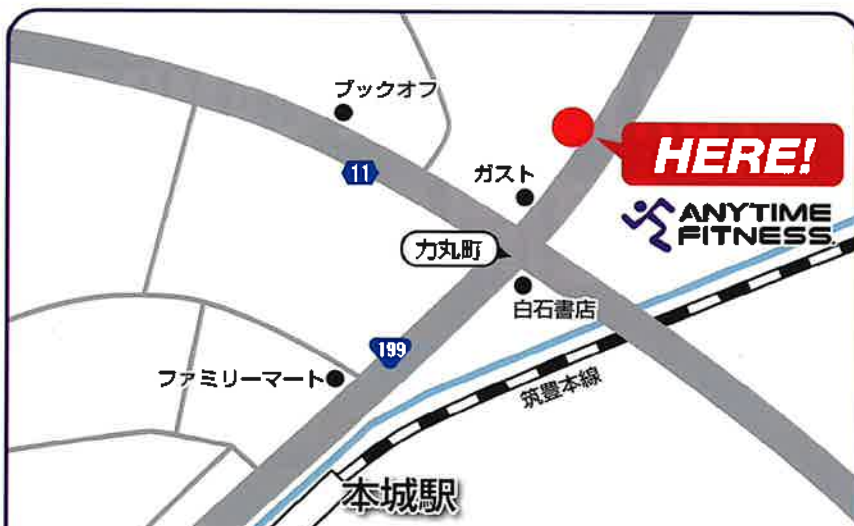 ブックオフ
11
ガスト
HERE!
ANYTIME
FITNESS.
力丸町
白石書店
199
ファミリーマート
筑豊本線
本城駅